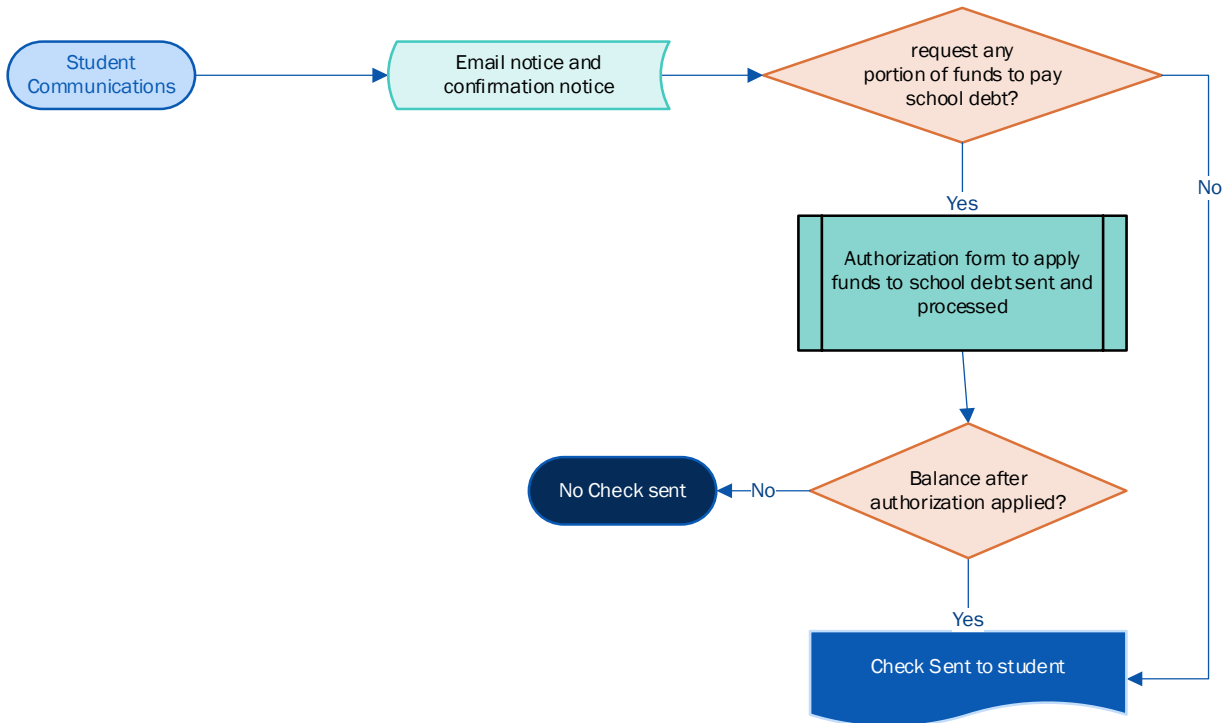 Student
Communications
Email notice and
confirmation notice
request any
portion of funds to pay
school debt?
No
Yes
Authorization form to apply
funds to school debt sent and
processed
No Check sent
No
Balance after
authorization applied?
Yes
Check Sent to student